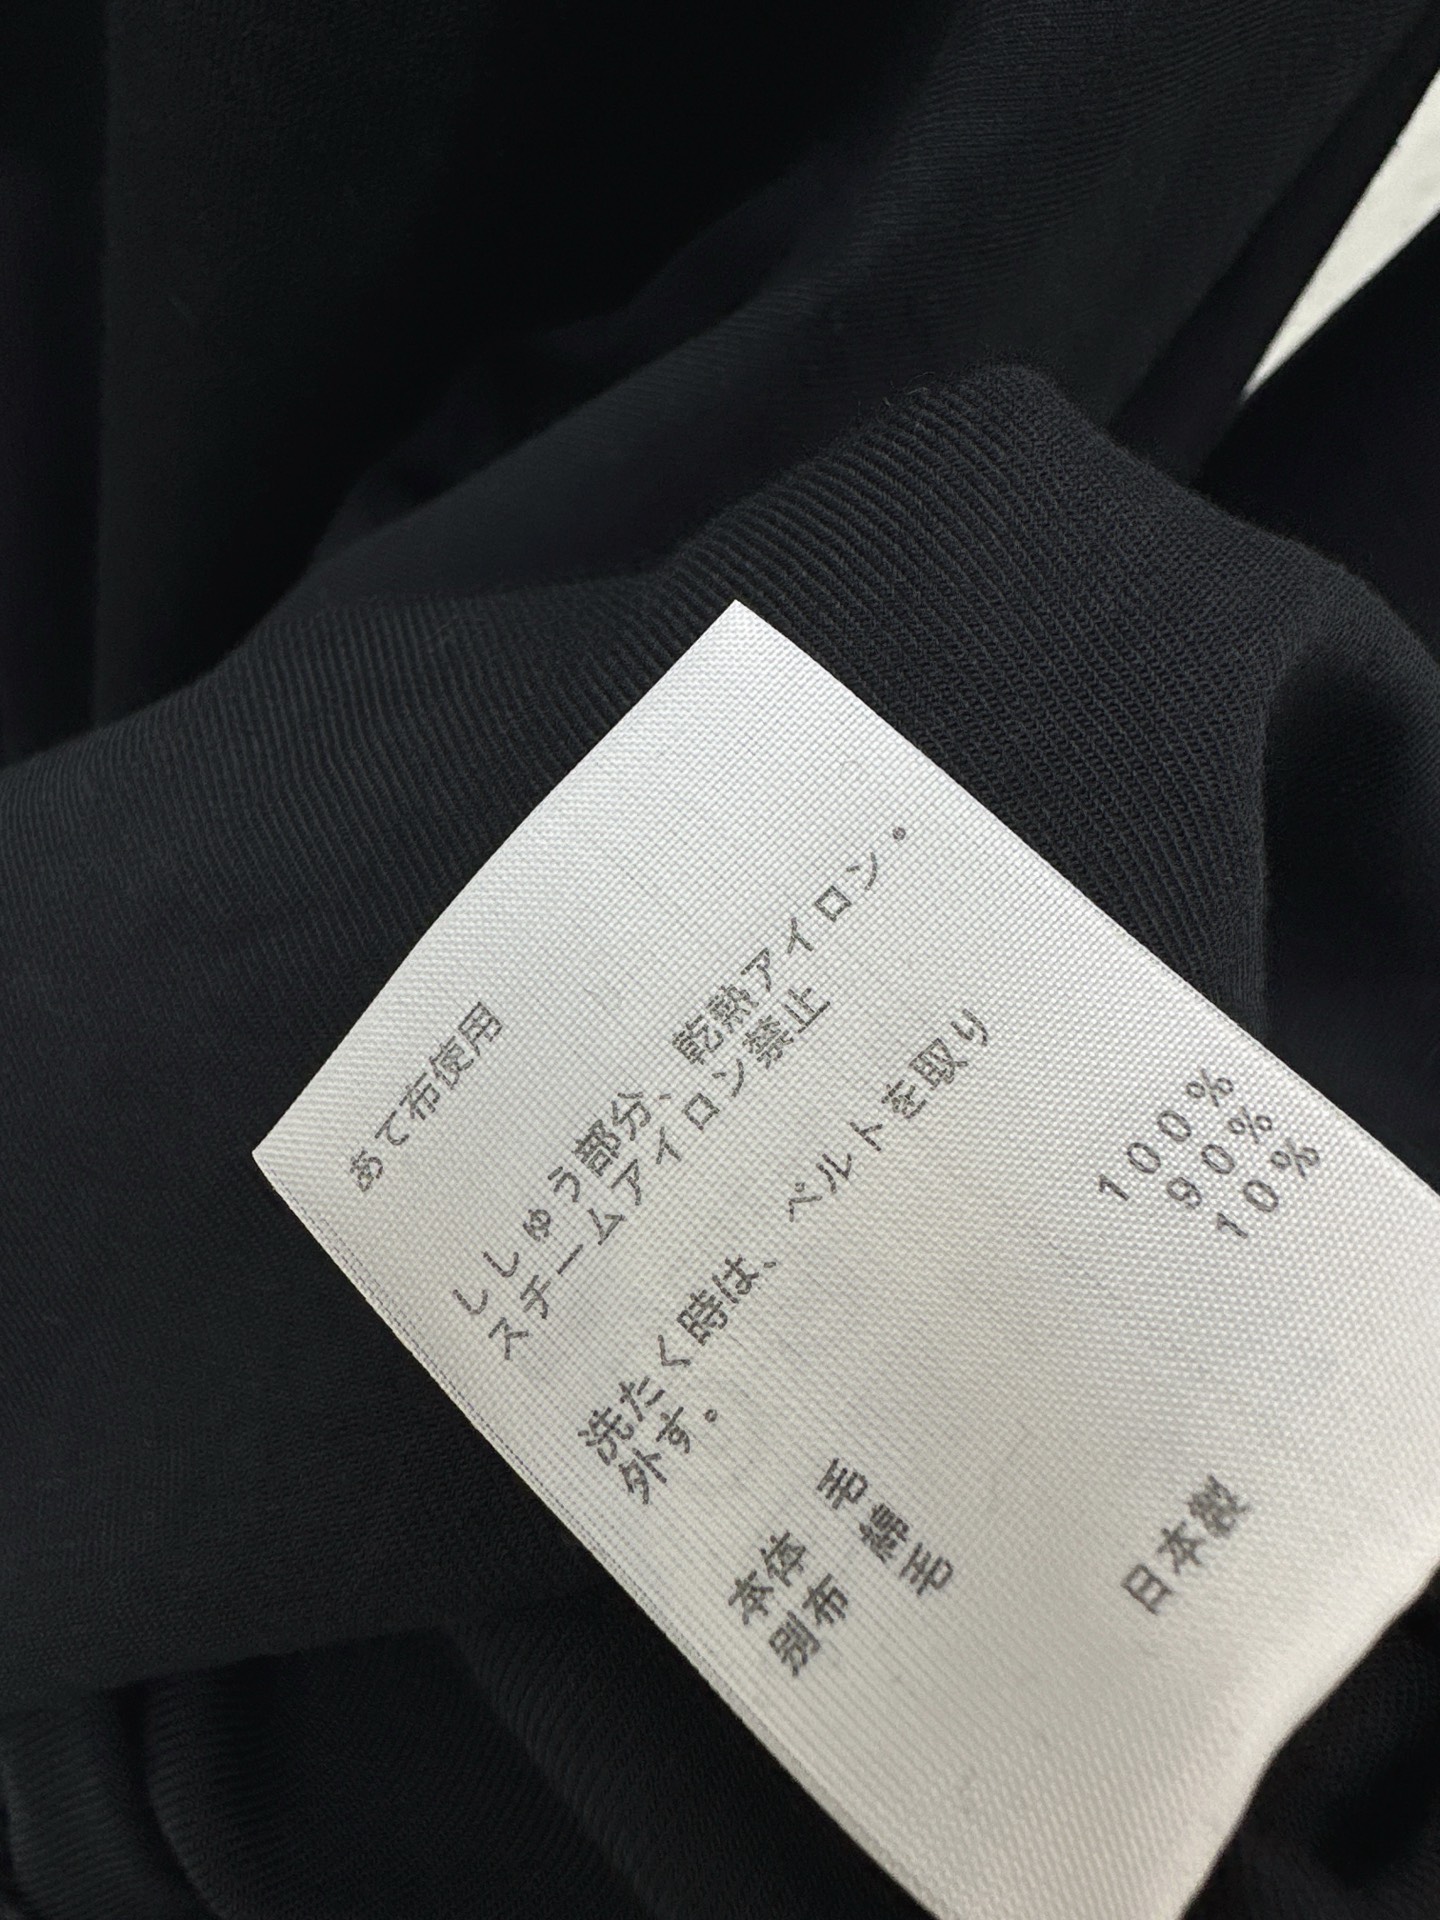 あて布使用
ししゅう部分、乾熱アイロン。
スチームアイロン禁止
洗たく時は、ベルトを取り
外す。
本体 毛 100%
別布 綿 90%
毛 10%
日本製